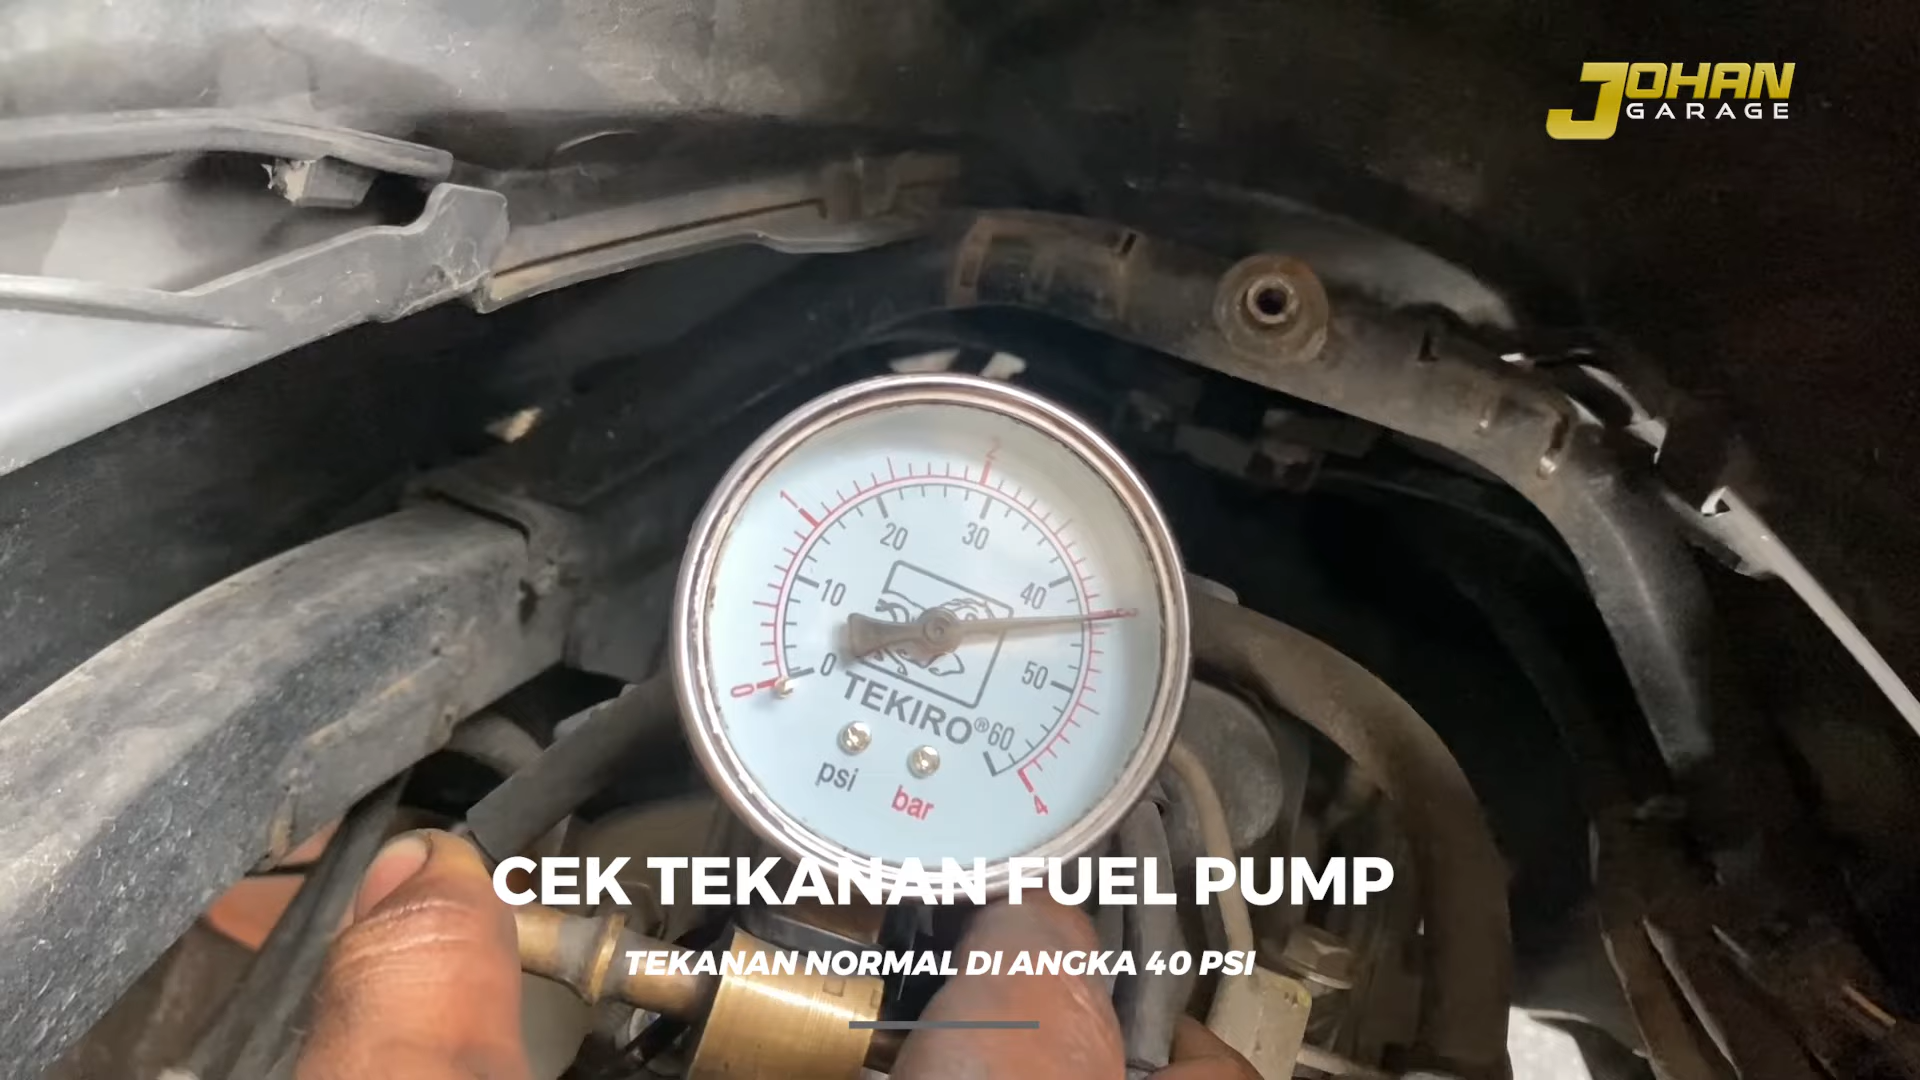 JOHAN
GARAGE
2
1
20
30
10
40
3
0
50
0
TEKIRO®
60
psi
bar
4
CEK TEKANAN FUEL PUMP
TEKANAN NORMAL DI ANGKA 40 PSI